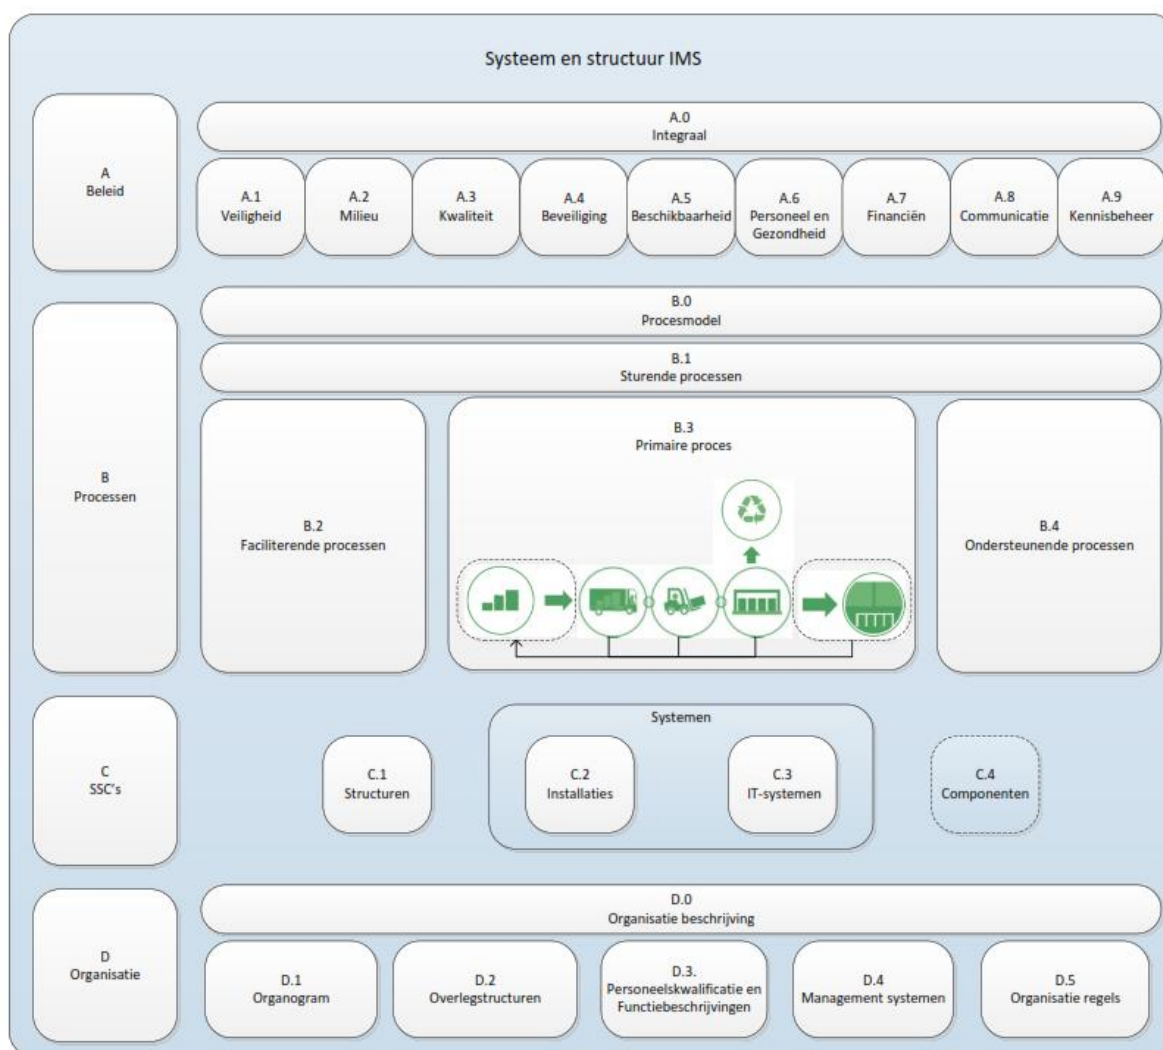 Systeem en structuur IMS
A
Beleid
A.0
Integraal
A.1
Veiligheid
A.2
Milieu
A.3
Kwaliteit
A.4
Beveiliging
A.5
Beschikbaarheid
A.6
Personeel en
Gezondheid
A.7
Financiën
A.8
Communicatie
A.9
Kennisbeheer
B
Processen
B.0
Procesmodel
B.1
Sturende processen
B.2
Faciliterende processen
B.3
Primaire proces
B.4
Ondersteunende processen
C
SSC's
C.1
Structuren
Systemen
C.2
Installaties
C.3
IT-systemen
C.4
Componenten
D
Organisatie
D.0
Organisatie beschrijving
D.1
Organogram
D.2
Overlegstructuren
D.3.
Personeelskwalificatie en
Functiebeschrijvingen
D.4
Management systemen
D.5
Organisatie regels